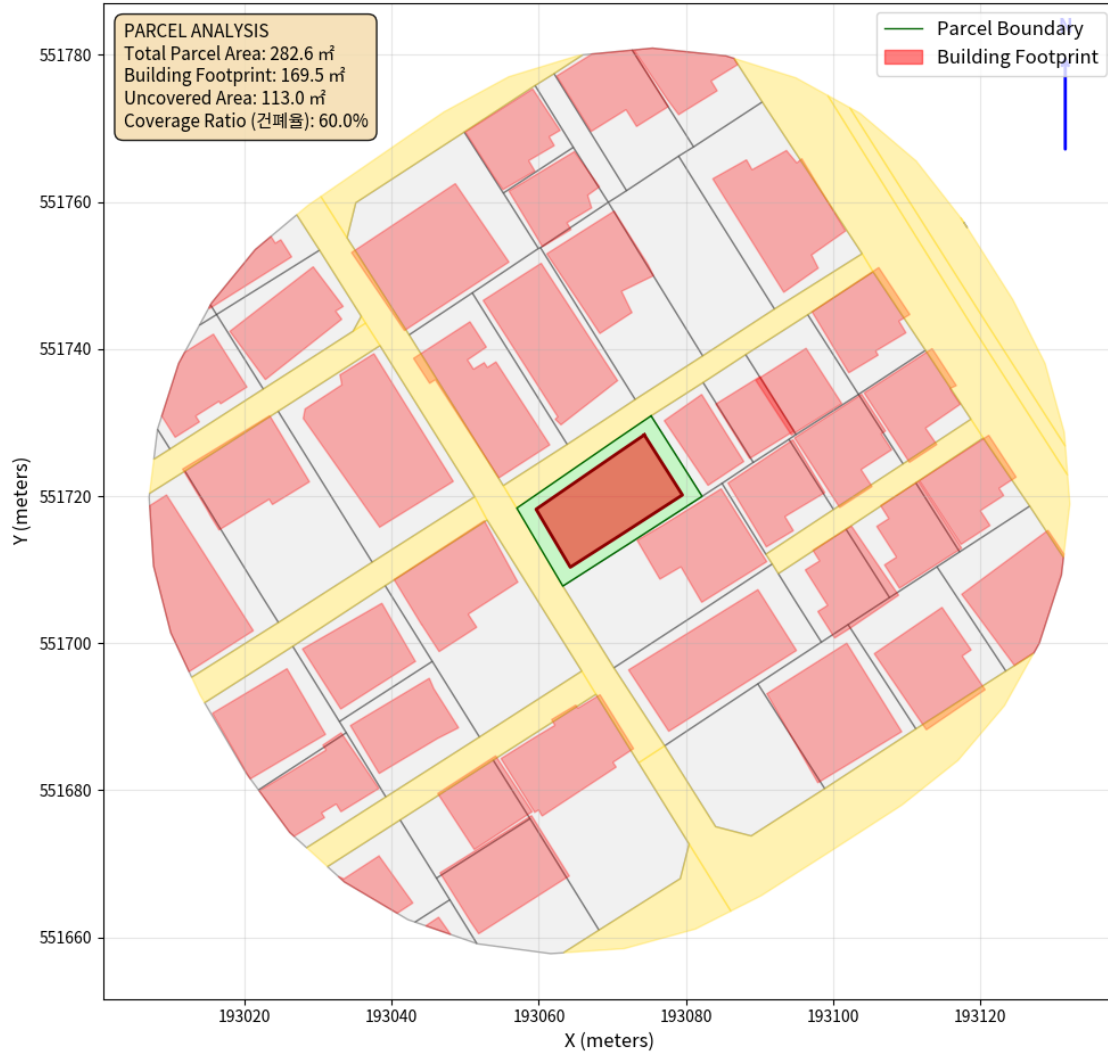 PARCEL ANALYSIS
Total Parcel Area: 282.6 ㎡
Building Footprint: 169.5 ㎡
Uncovered Area: 113.0 ㎡
Coverage Ratio (건폐율): 60.0%
Parcel Boundary
Building Footprint
N
551780
551760
551740
551720
551700
551680
551660
Y (meters)
193020
193040
193060
193080
193100
193120
X (meters)